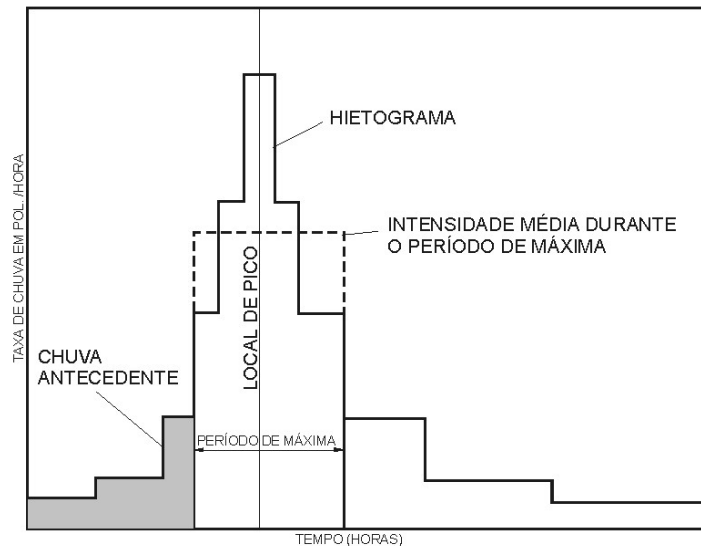 HIETOGRAMA
INTENSIDADE MÉDIA DURANTE
O PERÍODO DE MÁXIMA
TAXA DE CHUVA EM POL. /HORA
LOCAL DE PICO
CHUVA
ANTECEDENTE
PERÍODO DE MÁXIMA
TEMPO (HORAS)